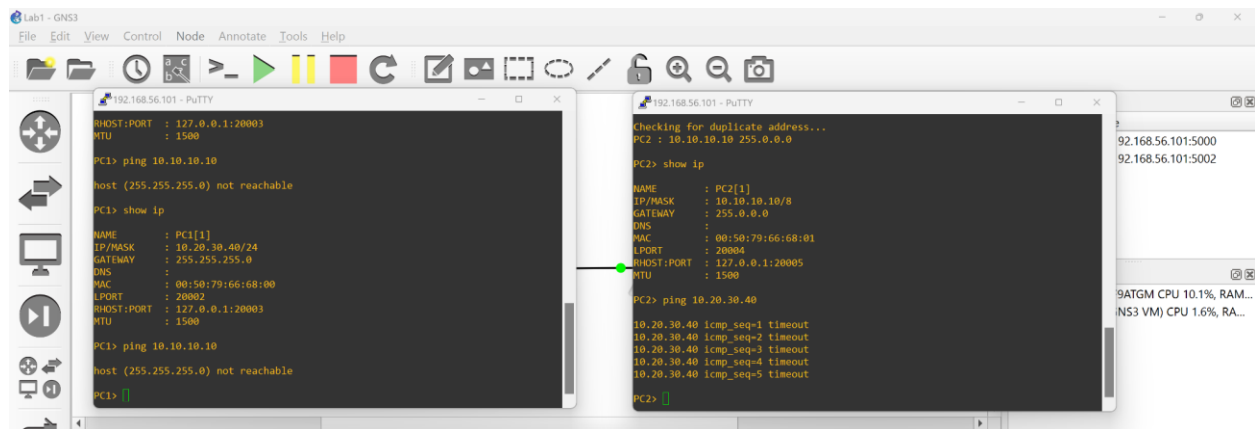 Lab1 - GNS3
File Edit View Control Node Annotate Tools Help
192.168.56.101 - PuTTY
RHOST:PORT : 127.0.0.1:20003
MTU : 1500
PC1> ping 10.10.10.10
host (255.255.255.0) not reachable
PC1> show ip
NAME : PC1[1]
IP/MASK : 10.20.30.40/24
GATEWAY : 255.255.255.0
DNS :
MAC : 00:50:79:66:68:00
LPORT : 20002
RHOST:PORT : 127.0.0.1:20003
MTU : 1500
PC1> ping 10.10.10.10
host (255.255.255.0) not reachable
PC1>
192.168.56.101 - PuTTY
Checking for duplicate address...
PC2 : 10.10.10.10 255.0.0.0
PC2> show ip
NAME : PC2[1]
IP/MASK : 10.10.10.10/8
GATEWAY : 255.0.0.0
DNS :
MAC : 00:50:79:66:68:01
LPORT : 20004
RHOST:PORT : 127.0.0.1:20005
MTU : 1500
PC2> ping 10.20.30.40
10.20.30.40 icmp_seq=1 timeout
10.20.30.40 icmp_seq=2 timeout
10.20.30.40 icmp_seq=3 timeout
10.20.30.40 icmp_seq=4 timeout
10.20.30.40 icmp_seq=5 timeout
PC2>
92.168.56.101:5000
92.168.56.101:5002
9ATGM CPU 10.1%, RAM...
NS3 VM) CPU 1.6%, RA...